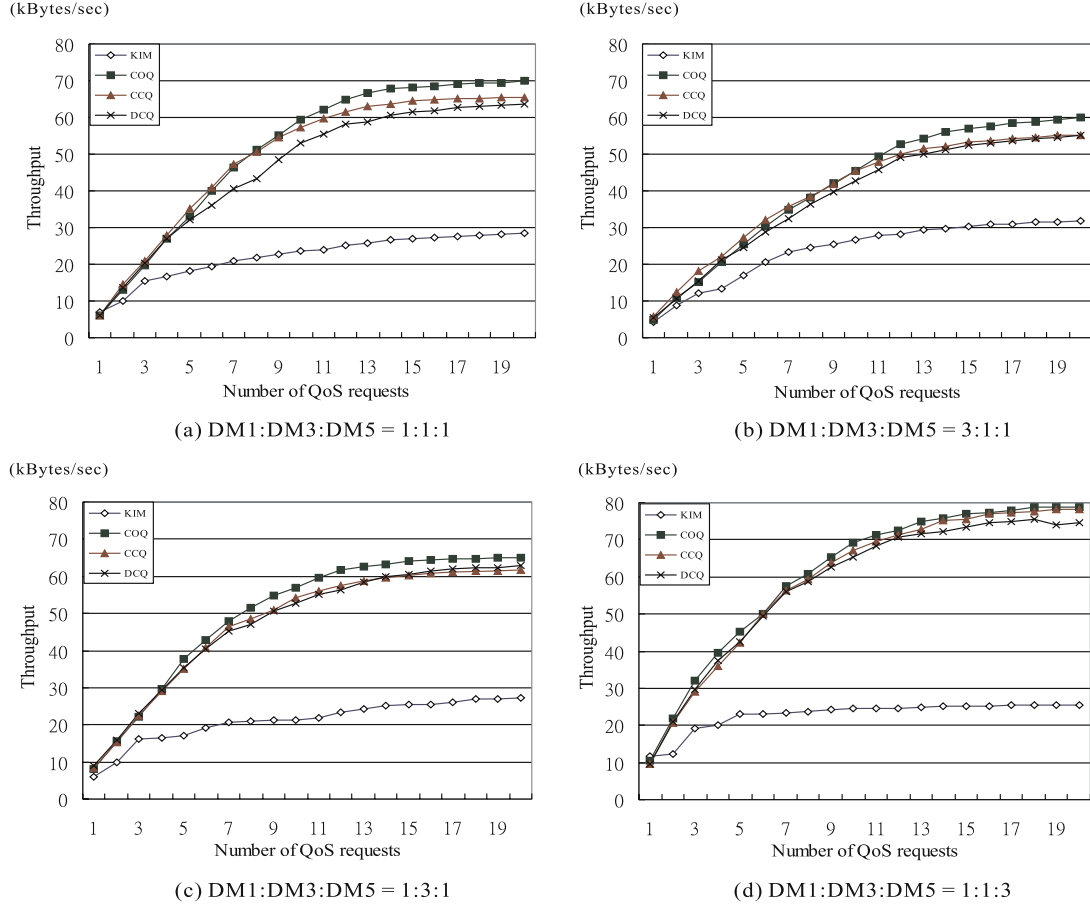 (kBytes/sec)
80
70
60
50
40
30
20
10
0
Throughput
KIM
COQ
CCQ
DCQ
1 3 5 7 9 11 13 15 17 19
Number of QoS requests
(a) DM1:DM3:DM5 = 1:1:1
(kBytes/sec)
80
70
60
50
40
30
20
10
0
Throughput
KIM
COQ
CCQ
DCQ
1 3 5 7 9 11 13 15 17 19
Number of QoS requests
(b) DM1:DM3:DM5 = 3:1:1
(kBytes/sec)
80
70
60
50
40
30
20
10
0
Throughput
KIM
COQ
CCQ
DCQ
1 3 5 7 9 11 13 15 17 19
Number of QoS requests
(c) DM1:DM3:DM5 = 1:3:1
(kBytes/sec)
80
70
60
50
40
30
20
10
0
Throughput
KIM
COQ
CCQ
DCQ
1 3 5 7 9 11 13 15 17 19
Number of QoS requests
(d) DM1:DM3:DM5 = 1:1:3